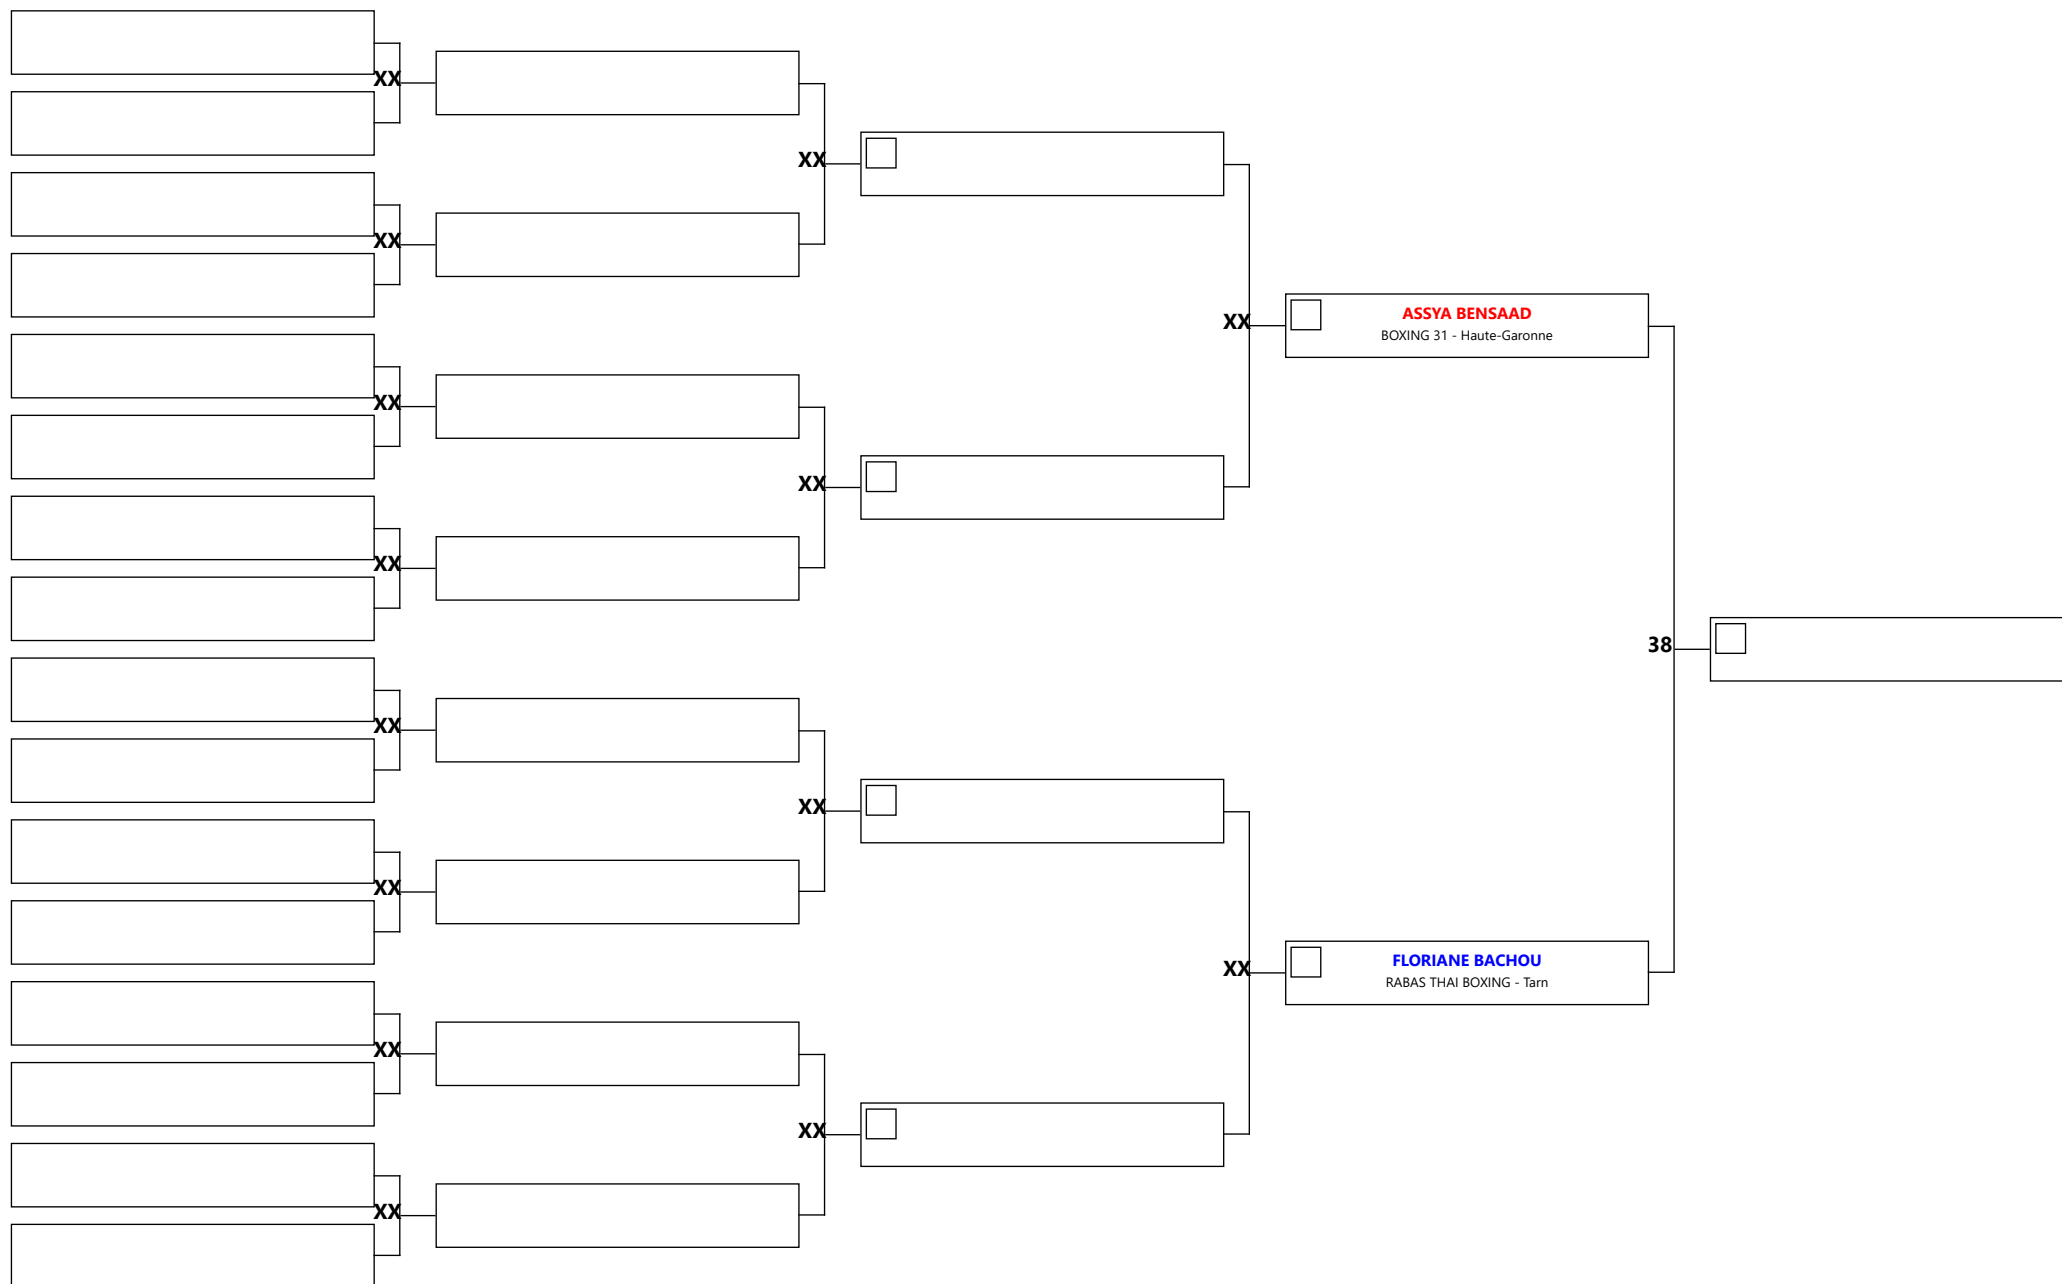 XX
XX
XX
XX
XX
XX
XX
ASSYA BENSAAD
BOXING 31 - Haute-Garonne
38
XX
XX
XX
XX
XX
XX
XX
FLORIANE BACHOU
RABAS THAI BOXING - Tarn